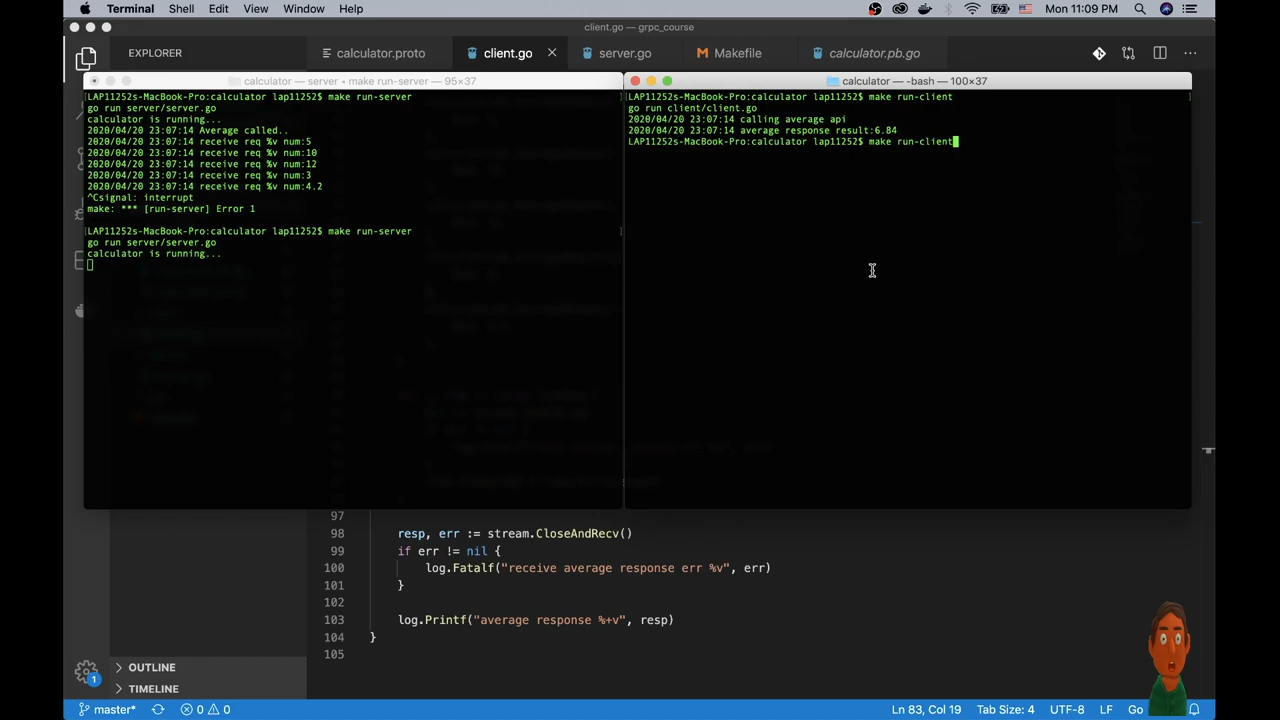 Terminal Shell Edit View Window Help Mon 11:09 PM
client.go — grpc_course
EXPLORER calculator.proto client.go server.go Makefile calculator.pb.go
calculator — server ◂ make run-server — 95×37
LAP11252s-MacBook-Pro:calculator lap11252$ make run-server
go run server/server.go
calculator is running...
2020/04/20 23:07:14 Average called..
2020/04/20 23:07:14 receive req %v num:5
2020/04/20 23:07:14 receive req %v num:10
2020/04/20 23:07:14 receive req %v num:12
2020/04/20 23:07:14 receive req %v num:3
2020/04/20 23:07:14 receive req %v num:4.2
^Csignal: interrupt
make: *** [run-server] Error 1
LAP11252s-MacBook-Pro:calculator lap11252$ make run-server
go run server/server.go
calculator is running...
calculator — -bash — 100×37
LAP11252s-MacBook-Pro:calculator lap11252$ make run-client
go run client/client.go
2020/04/20 23:07:14 calling average api
2020/04/20 23:07:14 average response result:6.84
LAP11252s-MacBook-Pro:calculator lap11252$ make run-client
97
98 resp, err := stream.CloseAndRecv()
99 if err != nil {
100 log.Fatalf("receive average response err %v", err)
101 }
102
103 log.Printf("average response %+v", resp)
104 }
105
OUTLINE
TIMELINE
1
master* 0 0 Ln 83, Col 19 Tab Size: 4 UTF-8 LF Go